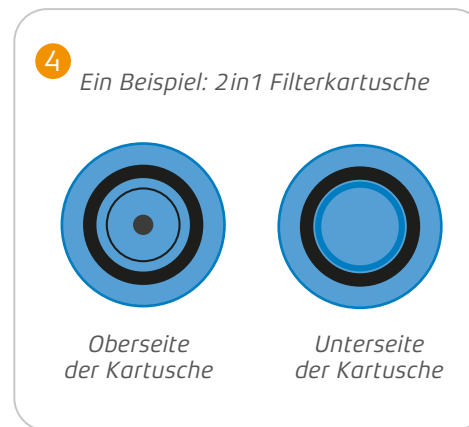 4
Ein Beispiel: 2in1 Filterkartusche
Oberseite
der Kartusche
Unterseite
der Kartusche